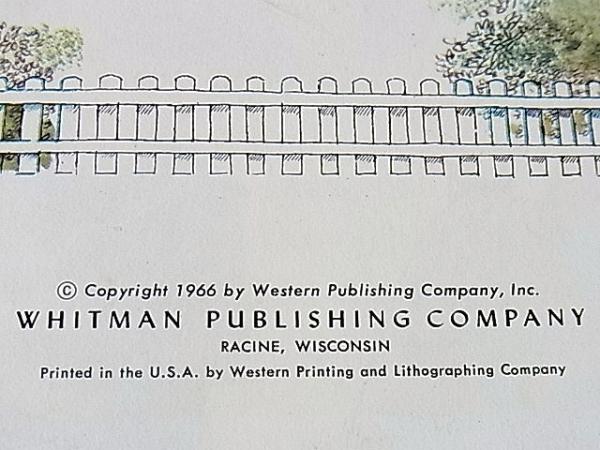 © Copyright 1966 by Western Publishing Company, Inc.
WHITMAN PUBLISHING COMPANY
RACINE, WISCONSIN
Printed in the U.S.A. by Western Printing and Lithographing Company